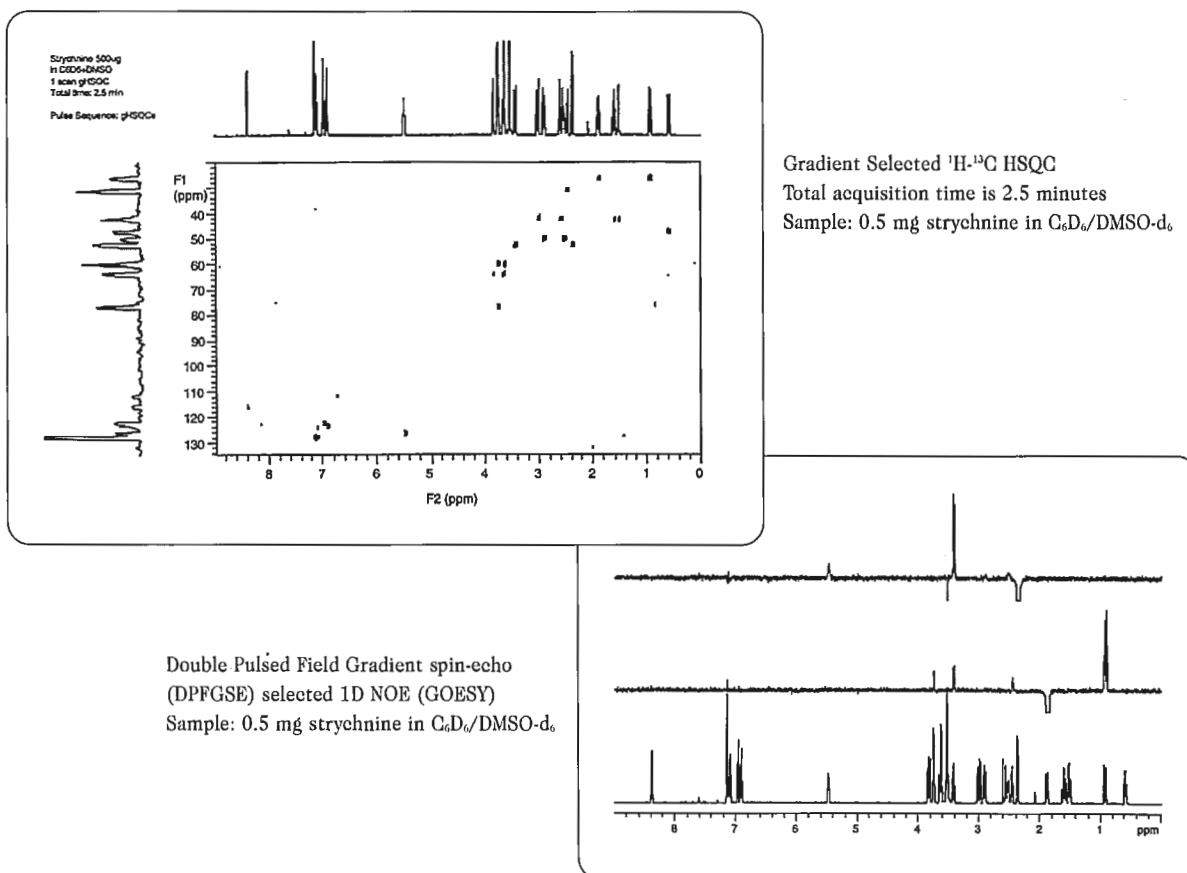 Strychnine 500ug
in C6D6+DMSO
1 scan gHSQC
Total time: 2.5 min
Pulse Sequence: gHSQCs
F1
(ppm)
40
50
60
70
80
90
100
110
120
130
8 7 6 5 4 3 2 1 0
F2 (ppm)
Gradient Selected ¹H-¹³C HSQC
Total acquisition time is 2.5 minutes
Sample: 0.5 mg strychnine in C₆D₆/DMSO-d₆
Double Pulsed Field Gradient spin-echo
(DPFGSE) selected 1D NOE (GOESY)
Sample: 0.5 mg strychnine in C₆D₆/DMSO-d₆
8 7 6 5 4 3 2 1 ppm